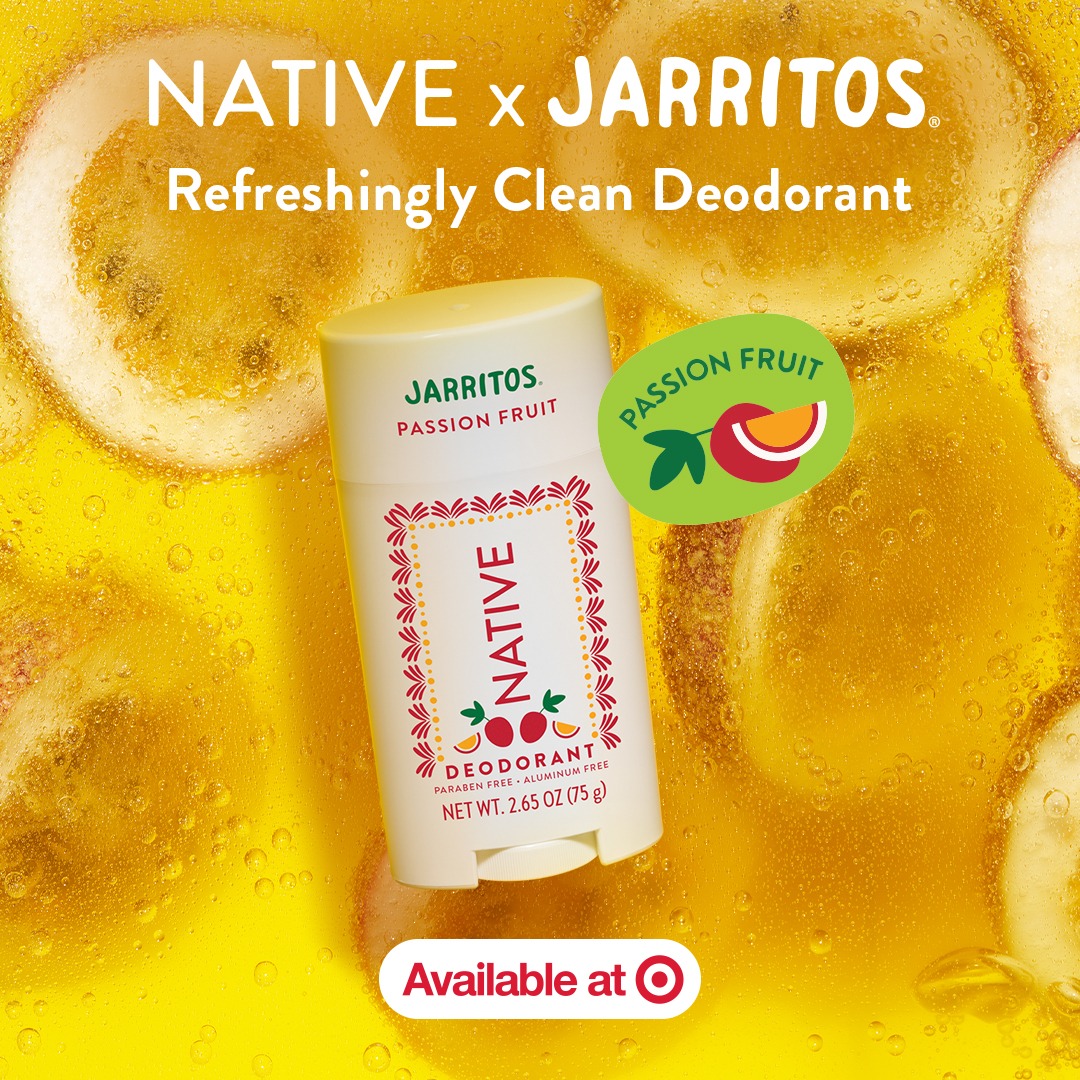 NATIVE x JARRITOS®
Refreshingly Clean Deodorant
JARRITOS®
PASSION FRUIT
PASSION FRUIT
NATIVE
DEODORANT
PARABEN FREE • ALUMINUM FREE
NET WT. 2.65 OZ (75 g)
Available at